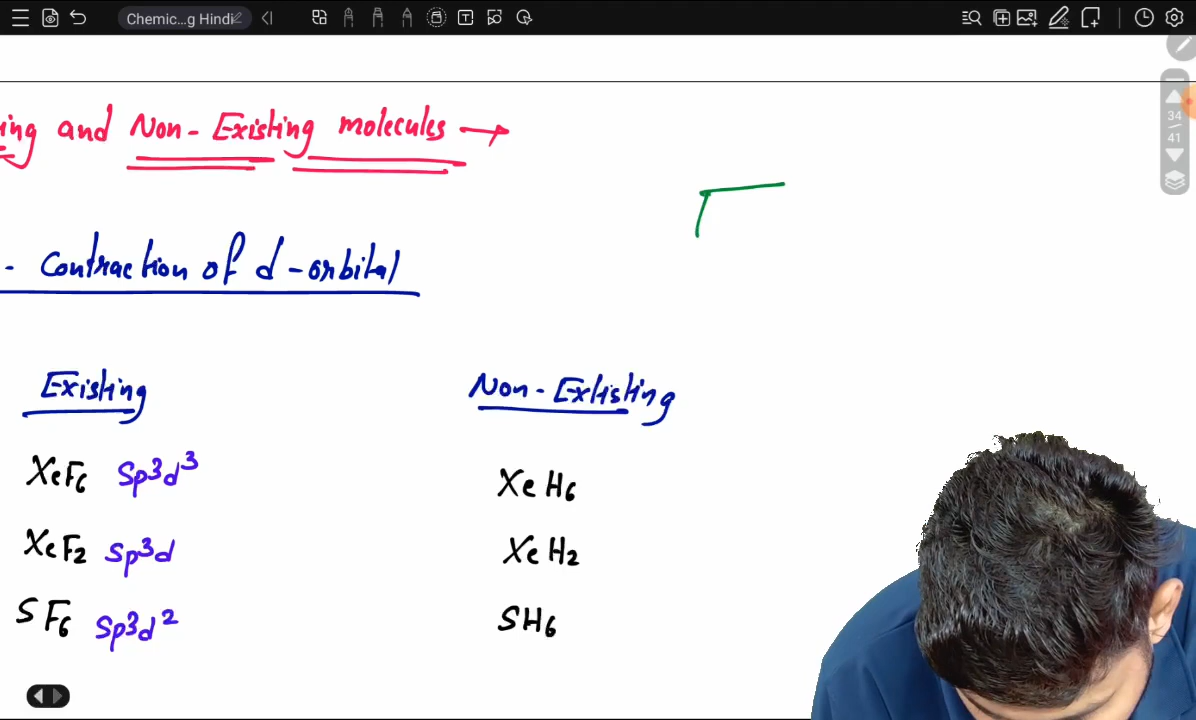 Chemic...g Hindi
34
41
ing and Non-Existing molecules →
- Contraction of d-orbital
Existing Non-Extisting
XeF6 Sp3d3 XeH6
XeF2 Sp3d XeH2
SF6 Sp3d2 SH6